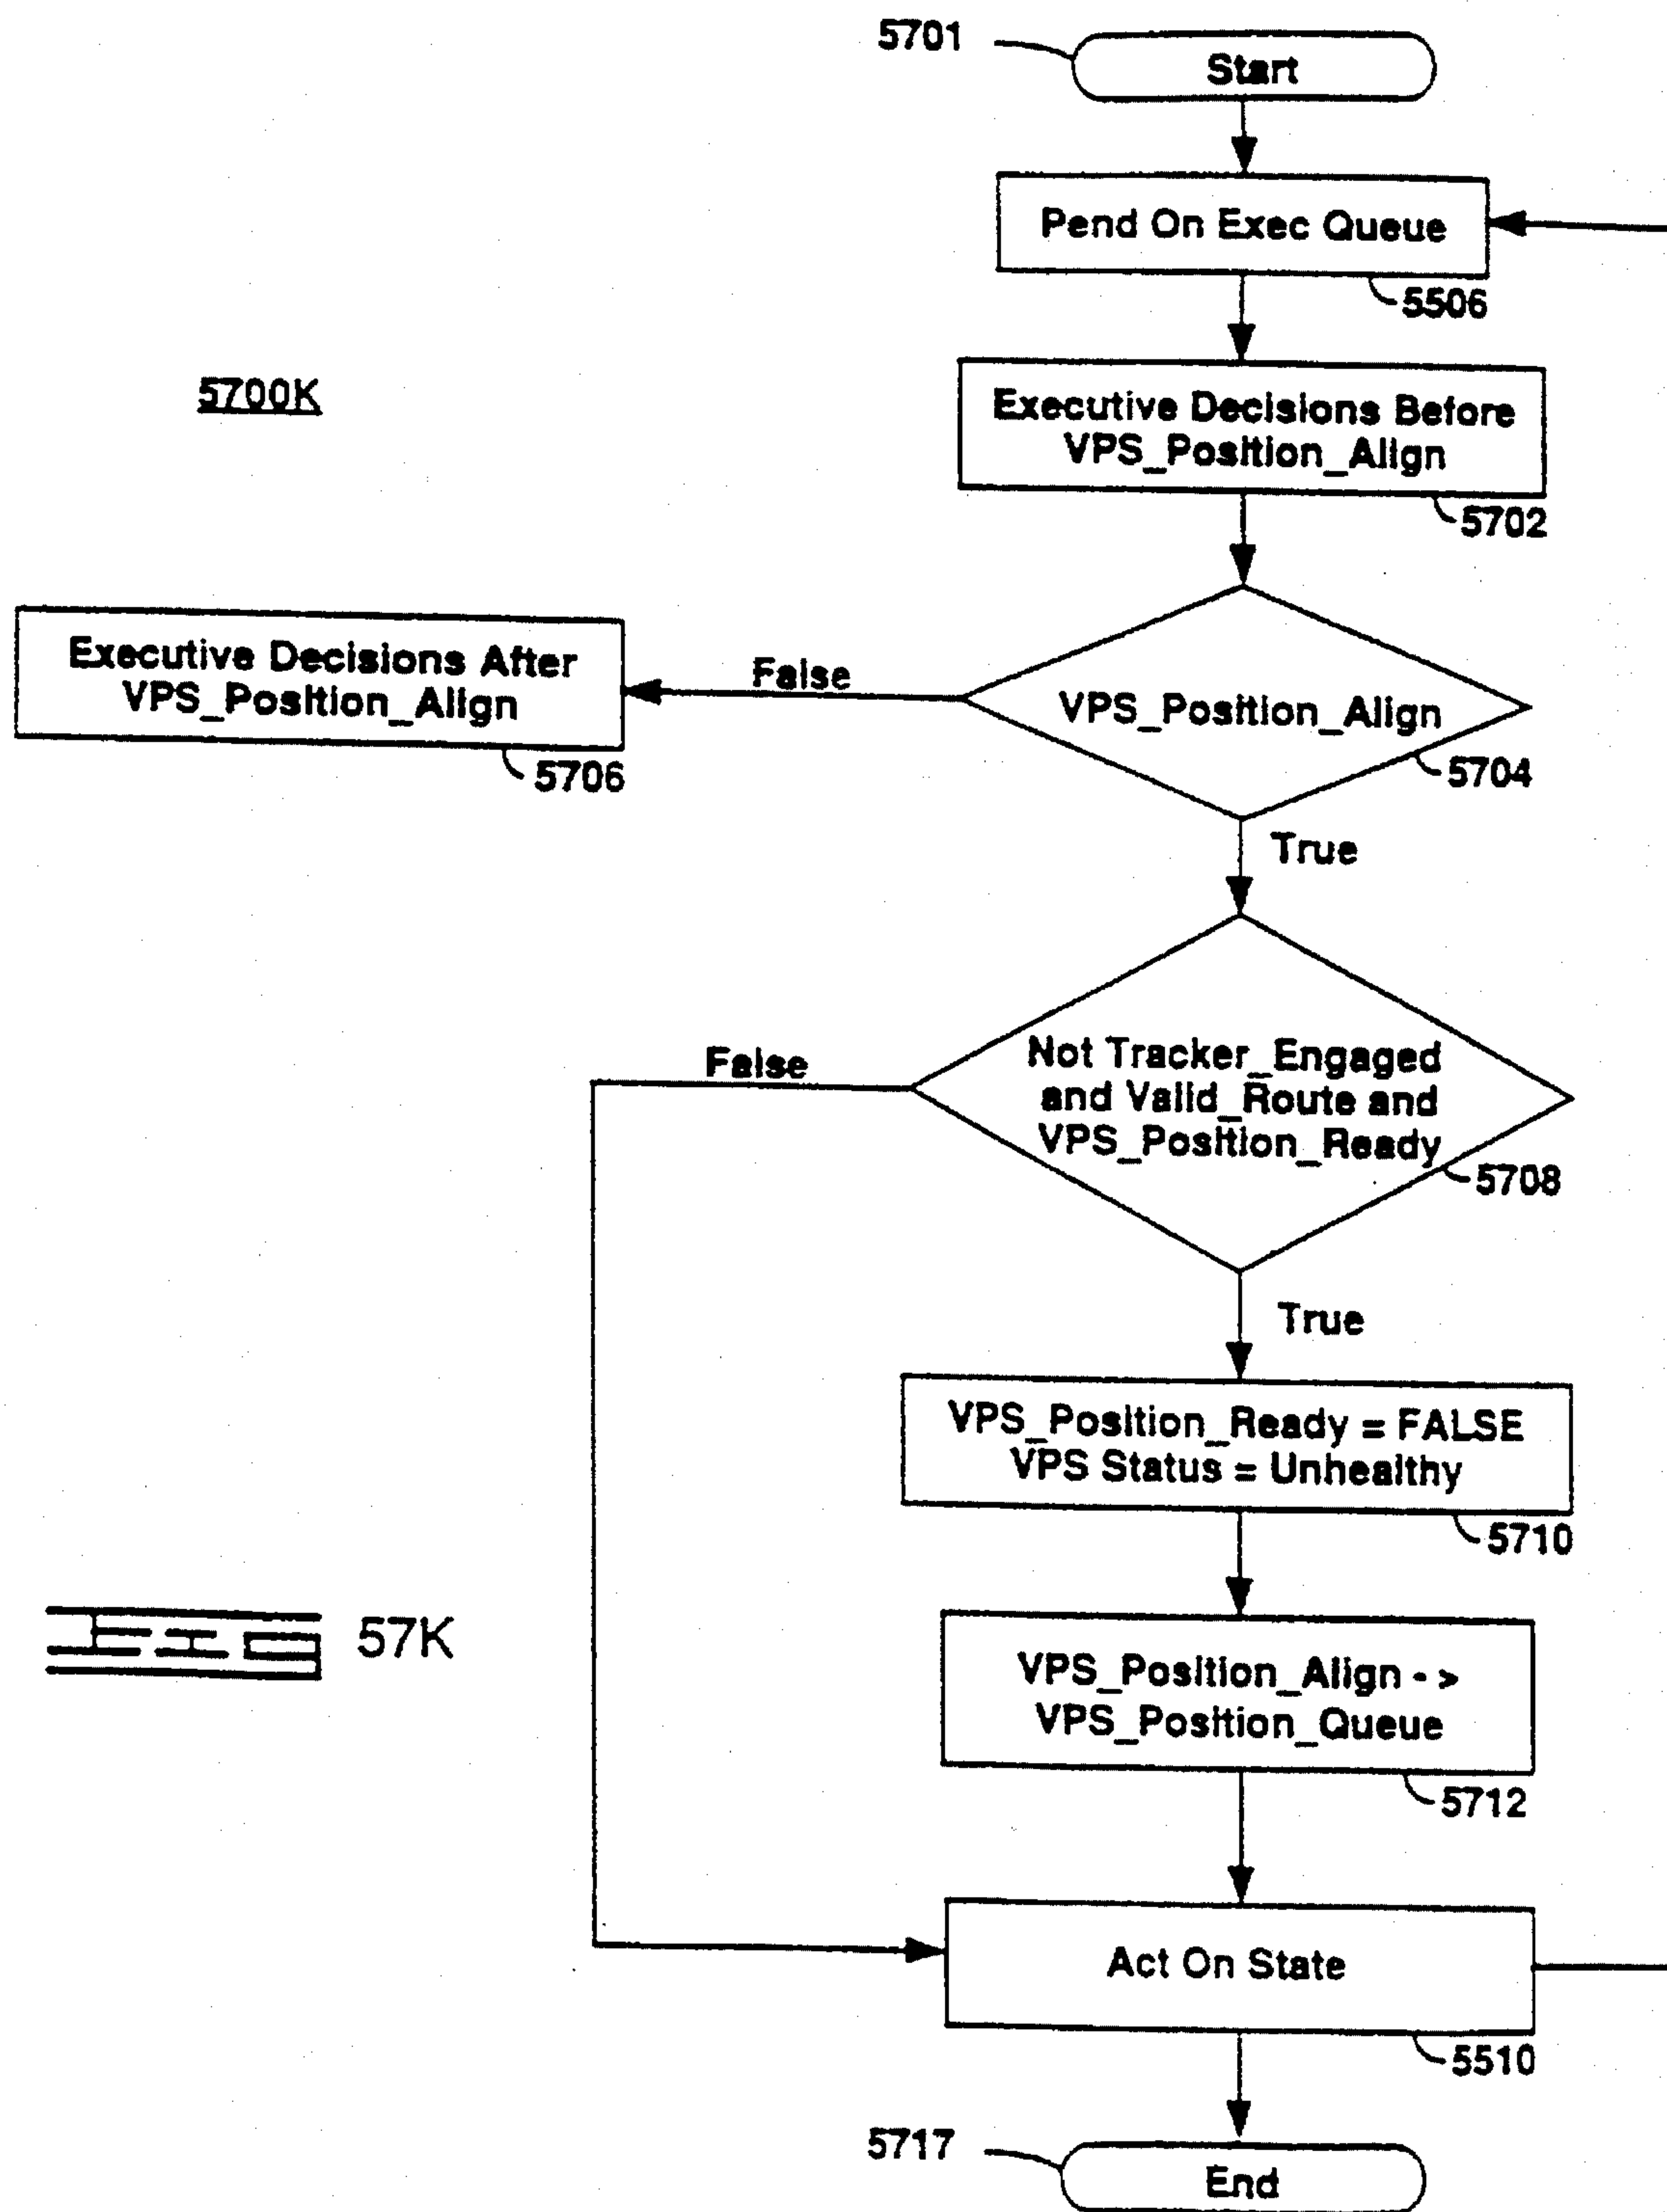 5701
Start
Pend On Exec Queue
5506
5700K
Executive Decisions Before
VPS_Position_Align
5702
Executive Decisions After
VPS_Position_Align
5706
False
VPS_Position_Align
5704
True
False
Not Tracker_Engaged
and Valid_Route and
VPS_Position_Ready
5708
True
VPS_Position_Ready = FALSE
VPS Status = Unhealthy
5710
FIG 57K
VPS_Position_Align - >
VPS_Position_Queue
5712
Act On State
5510
5717
End